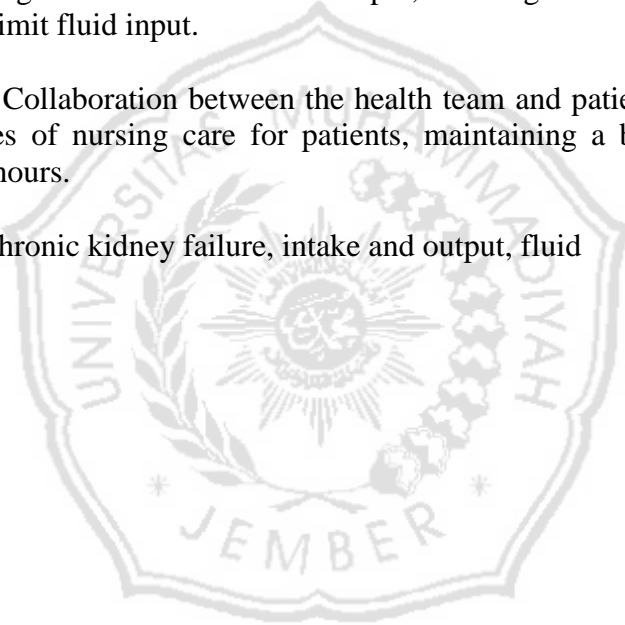 imit fluid input.
Collaboration between the health team and patie
es of nursing care for patients, maintaining a b
hours.
hronic kidney failure, intake and output, fluid
UNIVERSITAS MUHAMMADIYAH
JEMBER